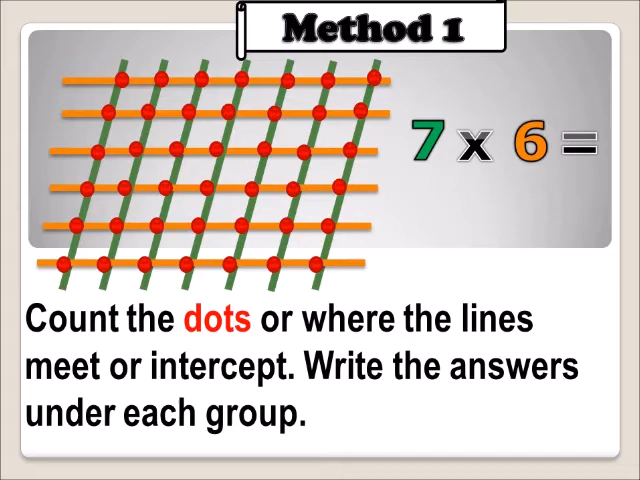 Method 1
7 x 6 =
Count the dots or where the lines
meet or intercept. Write the answers
under each group.